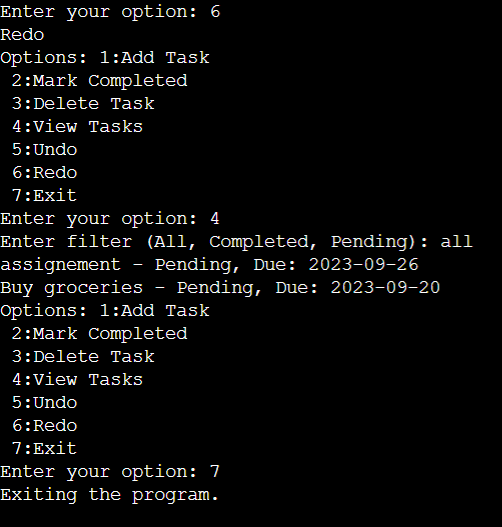 Enter your option: 6
Redo
Options: 1:Add Task
 2:Mark Completed
 3:Delete Task
 4:View Tasks
 5:Undo
 6:Redo
 7:Exit
Enter your option: 4
Enter filter (All, Completed, Pending): all
assignement - Pending, Due: 2023-09-26
Buy groceries - Pending, Due: 2023-09-20
Options: 1:Add Task
 2:Mark Completed
 3:Delete Task
 4:View Tasks
 5:Undo
 6:Redo
 7:Exit
Enter your option: 7
Exiting the program.